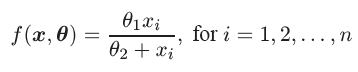 f(𝒙, 𝜽) = θ₁xᵢ / (θ₂ + xᵢ), for i = 1, 2, . . . , n